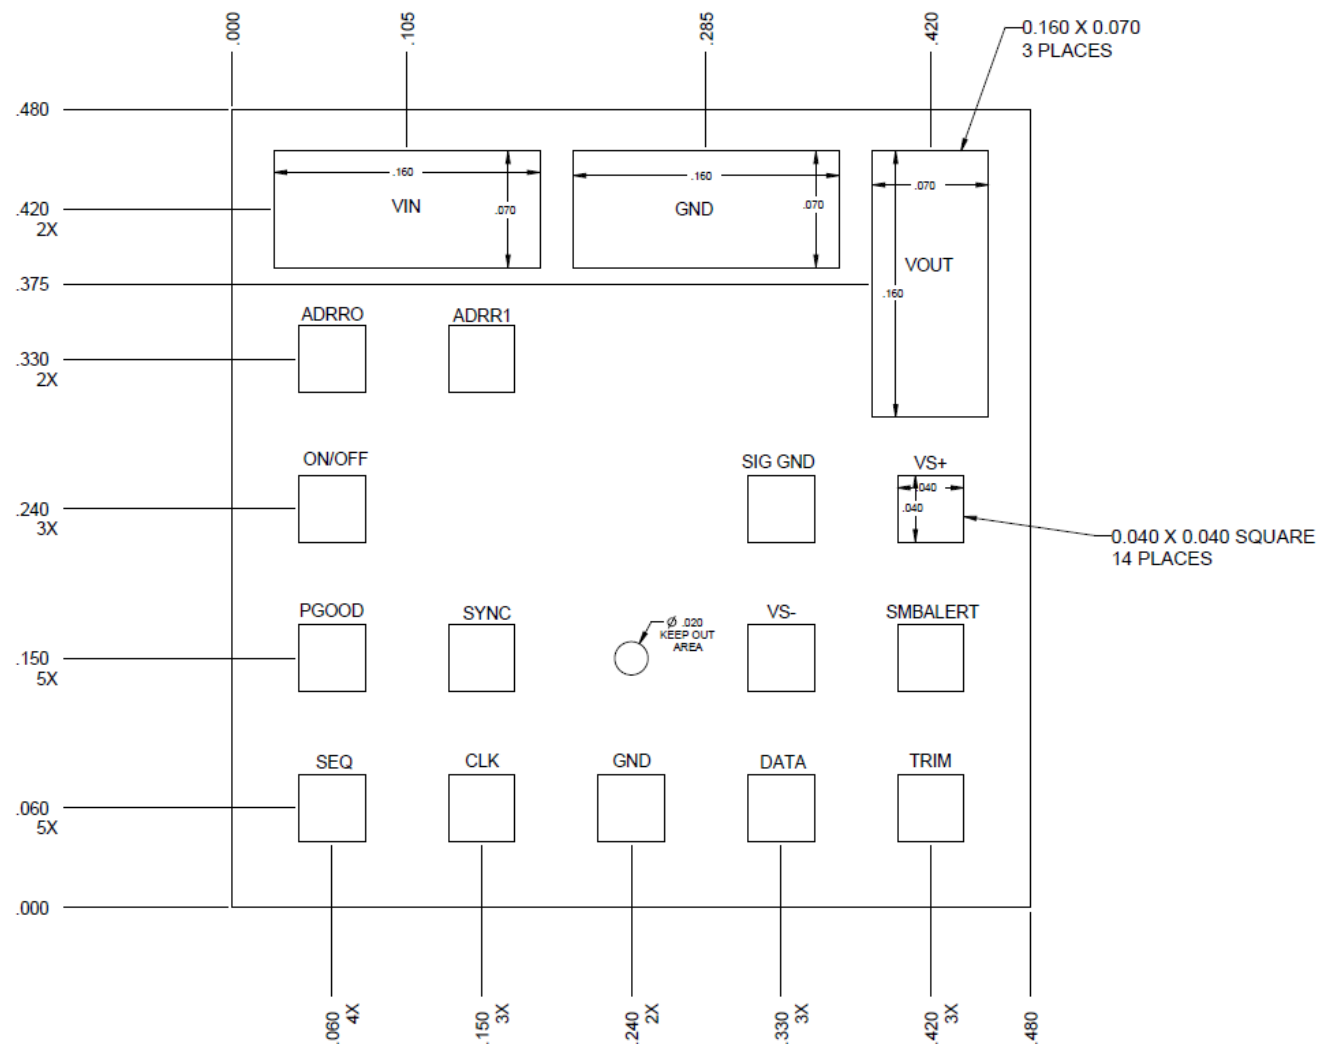 .000
.105
.285
.420
0.160 X 0.070
3 PLACES
.480
.160
.160
.070
.420
2X
VIN
.070
GND
.070
VOUT
.375
.160
ADRRO
ADRR1
.330
2X
ON/OFF
SIG GND
VS+
.040
.040
.240
3X
0.040 X 0.040 SQUARE
14 PLACES
PGOOD
SYNC
Ø .020
KEEP OUT
AREA
VS-
SMBALERT
.150
5X
SEQ
CLK
GND
DATA
TRIM
.060
5X
.000
.060
4X
.150
3X
.240
2X
.330
3X
.420
3X
.480